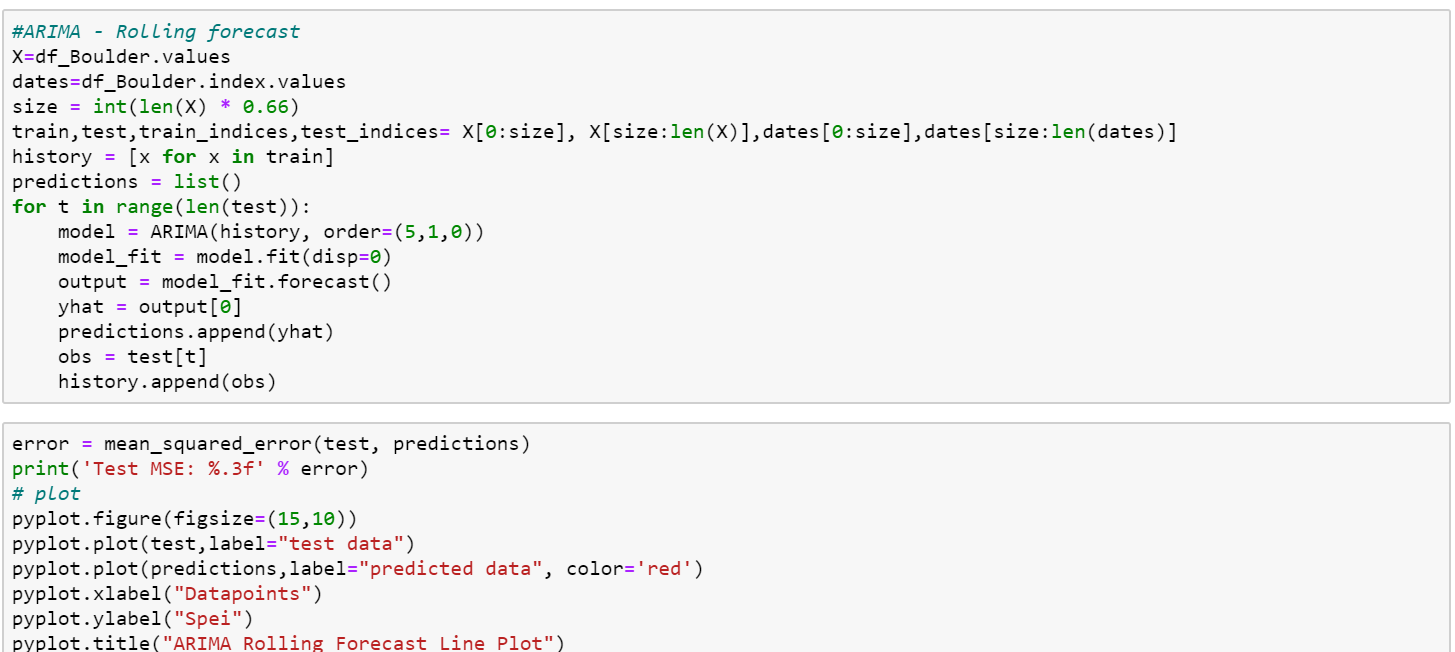 #ARIMA - Rolling forecast
X=df_Boulder.values
dates=df_Boulder.index.values
size = int(len(X) * 0.66)
train,test,train_indices,test_indices= X[0:size], X[size:len(X)],dates[0:size],dates[size:len(dates)]
history = [x for x in train]
predictions = list()
for t in range(len(test)):
    model = ARIMA(history, order=(5,1,0))
    model_fit = model.fit(disp=0)
    output = model_fit.forecast()
    yhat = output[0]
    predictions.append(yhat)
    obs = test[t]
    history.append(obs)
error = mean_squared_error(test, predictions)
print('Test MSE: %.3f' % error)
# plot
pyplot.figure(figsize=(15,10))
pyplot.plot(test,label="test data")
pyplot.plot(predictions,label="predicted data", color='red')
pyplot.xlabel("Datapoints")
pyplot.ylabel("Spei")
pyplot.title("ARIMA Rolling Forecast Line Plot")